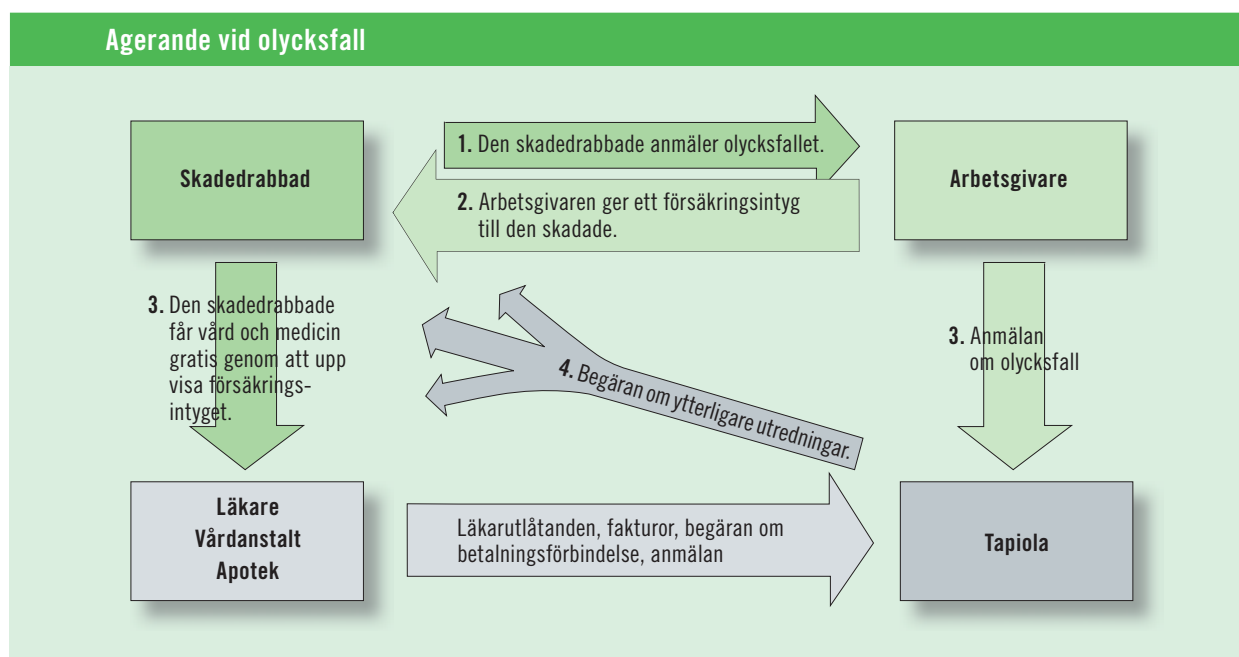 Agerande vid olycksfall
Skadedrabbad
1. Den skadedrabbade anmäler olycksfallet.
2. Arbetsgivaren ger ett försäkringsintyg
till den skadade.
Arbetsgivare
3. Den skadedrabbade
får vård och medicin
gratis genom att upp
visa försäkrings-
intyget.
4. Begäran om ytterligare utredningar.
3. Anmälan
om olycksfall
Läkare
Vårdanstalt
Apotek
Läkarutlåtanden, fakturor, begäran om
betalningsförbindelse, anmälan
Tapiola